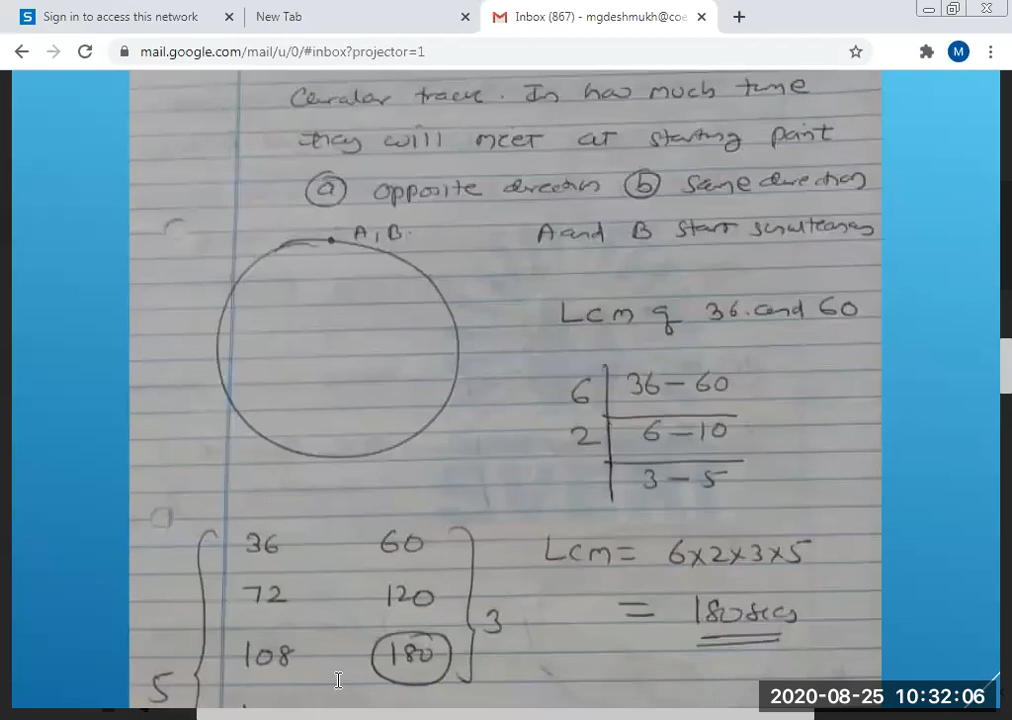 Sign in to access this network
New Tab
Inbox (867) - mgdeshmukh@coe
mail.google.com/mail/u/0/#inbox?projector=1
M
Circular track. In how much time
they will meet at starting point
(a) opposite direction (b) same direction
A, B.
A and B start
LCM of 36 and 60
6 36 - 60
2 6 - 10
3 - 5
36 60
72 120
108 180
3
5
LCM = 6x2x3x5
= 180 secs
2020-08-25 10:32:06